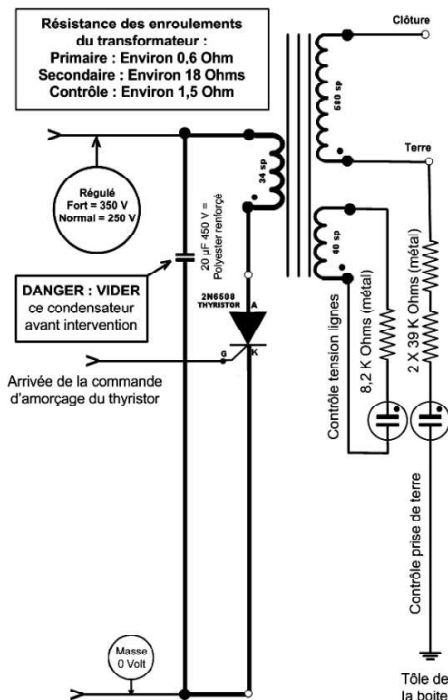 Résistance des enroulements
du transformateur :
Primaire : Environ 0,6 Ohm
Secondaire : Environ 18 Ohms
Contrôle : Environ 1,5 Ohm
Clôture
680 sp
Terre
34 sp
Régulé
Fort = 350 V
Normal = 250 V
20 µF 450 V =
Polyester renforcé
40 sp
DANGER : VIDER
ce condensateur
avant intervention
2N6508
THYRISTOR
A
G
K
Contrôle tension lignes
8,2 K Ohms (métal)
2 X 39 K Ohms (métal)
Arrivée de la commande
d'amorçage du thyristor
Contrôle prise de terre
Masse
0 Volt
Tôle de
la boite